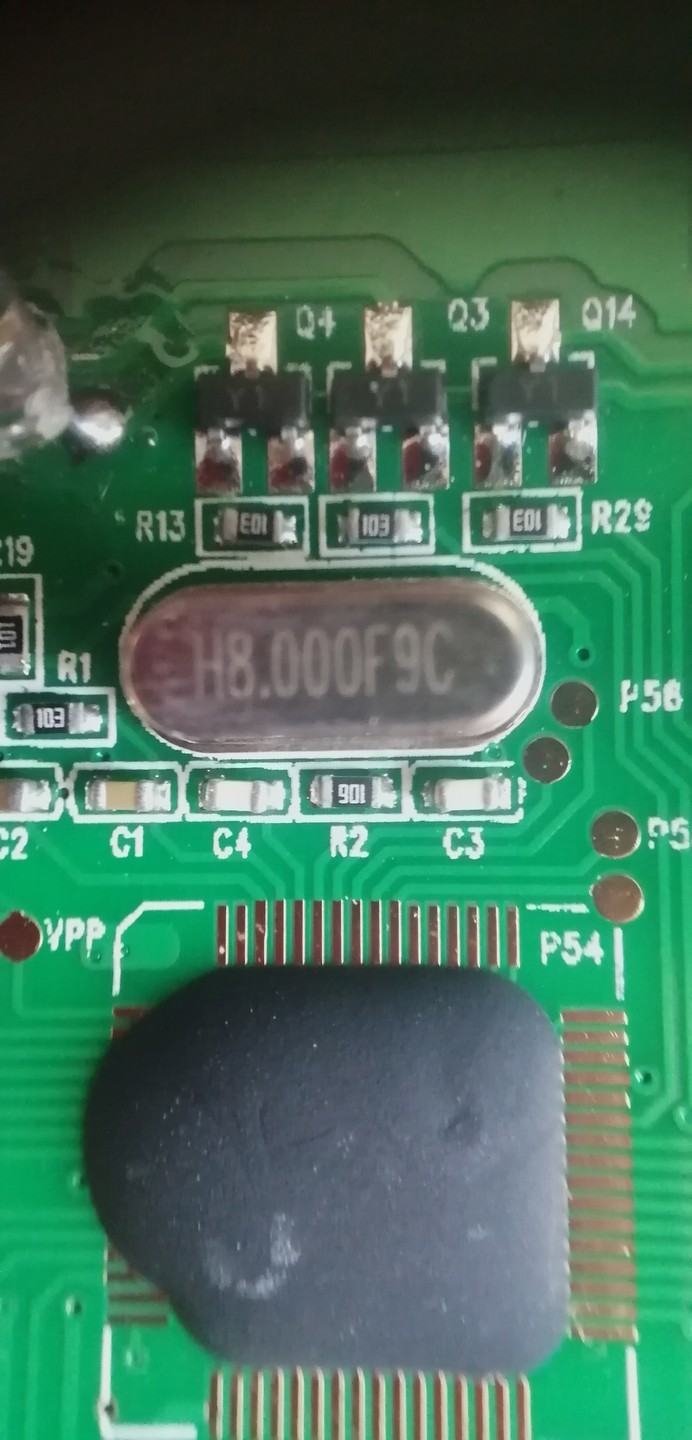 Q4 Q3 Q14
Y1 Y1 Y1
R13 103 103 103 R29
19
R1
H8.000F9C
103
P56
106
C2 C1 C4 R2 C3
P5
VPP
P54